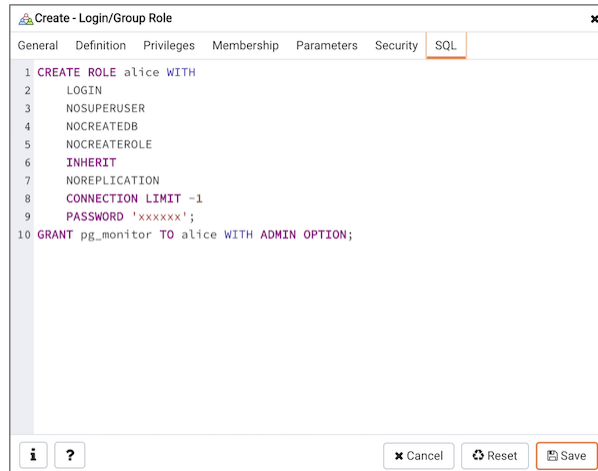 Create - Login/Group Role
General Definition Privileges Membership Parameters Security SQL
1 CREATE ROLE alice WITH
2 LOGIN
3 NOSUPERUSER
4 NOCREATEDB
5 NOCREATEROLE
6 INHERIT
7 NOREPLICATION
8 CONNECTION LIMIT -1
9 PASSWORD 'xxxxxx';
10 GRANT pg_monitor TO alice WITH ADMIN OPTION;
i ? Cancel Reset Save